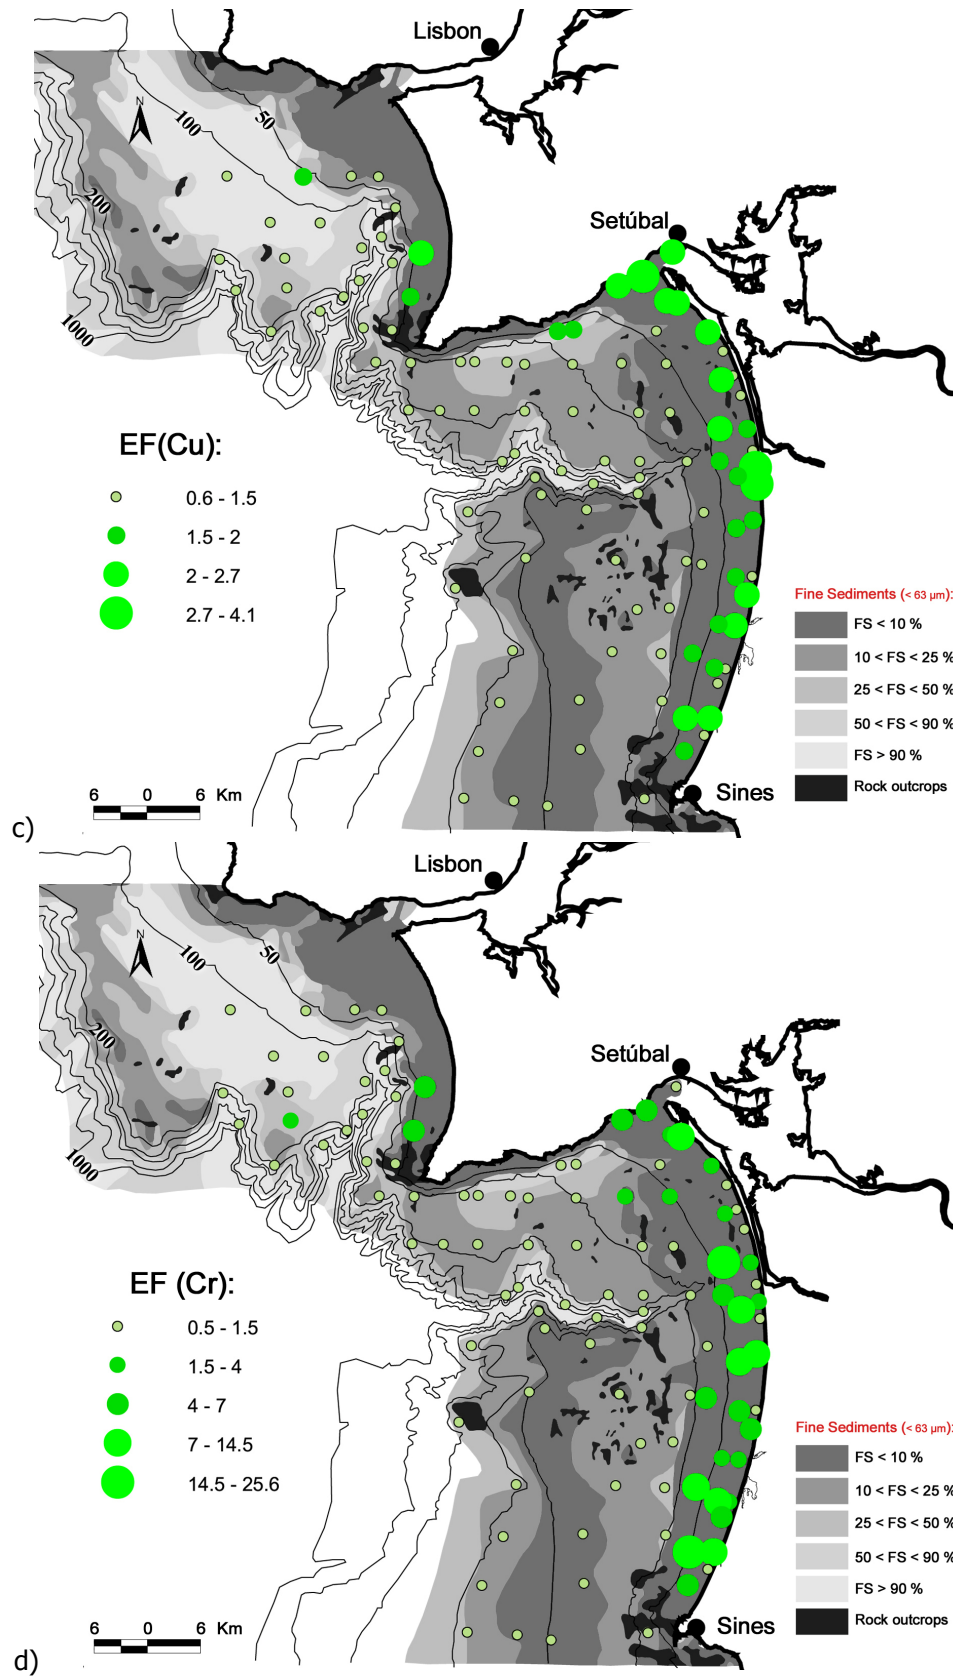 Lisbon
N
50
100
200
Setúbal
1000
EF(Cu):
0.6 - 1.5
1.5 - 2
2 - 2.7
2.7 - 4.1
Fine Sediments (< 63 µm):
FS < 10 %
10 < FS < 25 %
25 < FS < 50 %
50 < FS < 90 %
FS > 90 %
Rock outcrops
6 0 6 Km
Sines
c)
Lisbon
N
50
100
200
Setúbal
1000
EF (Cr):
0.5 - 1.5
1.5 - 4
4 - 7
7 - 14.5
14.5 - 25.6
Fine Sediments (< 63 µm):
FS < 10 %
10 < FS < 25 %
25 < FS < 50 %
50 < FS < 90 %
FS > 90 %
Rock outcrops
6 0 6 Km
Sines
d)